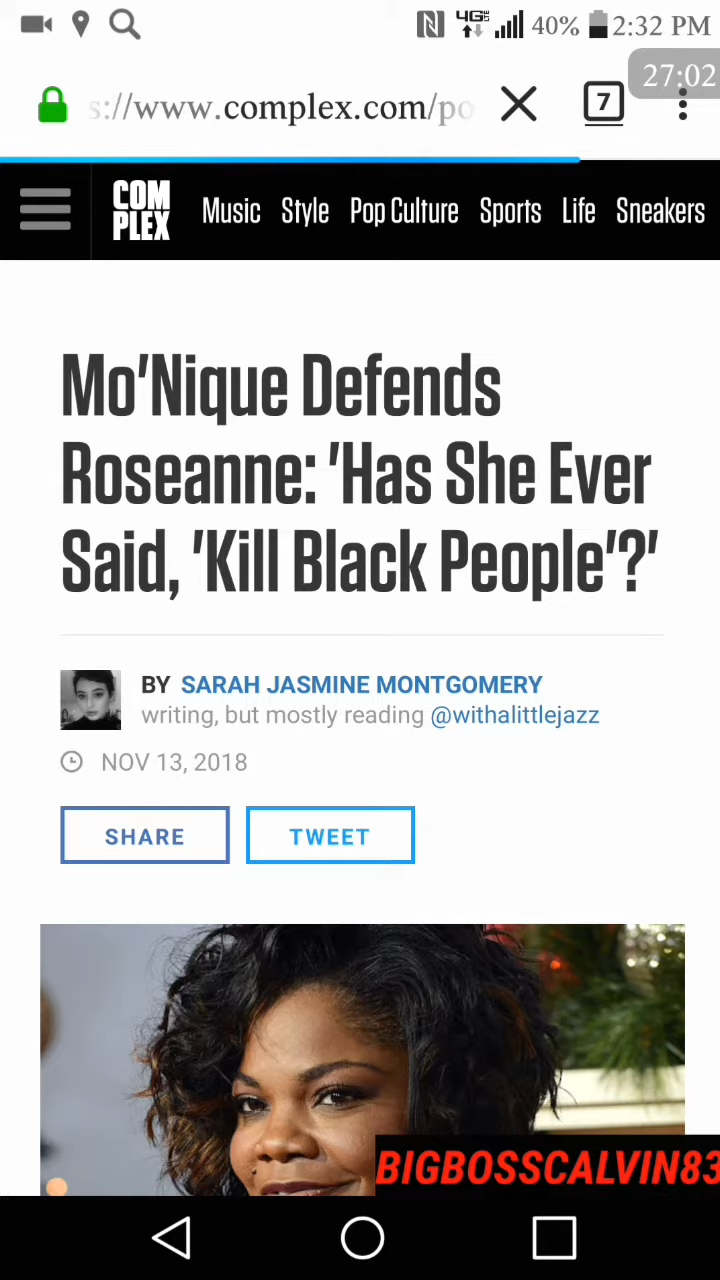 4G LTE 40% 2:32 PM
27:02
s://www.complex.com/po
7
COM
PLEX
Music Style Pop Culture Sports Life Sneakers
Mo'Nique Defends
Roseanne: 'Has She Ever
Said, 'Kill Black People'?'
BY SARAH JASMINE MONTGOMERY
writing, but mostly reading @withalittlejazz
NOV 13, 2018
SHARE TWEET
BIGBOSSCALVIN83